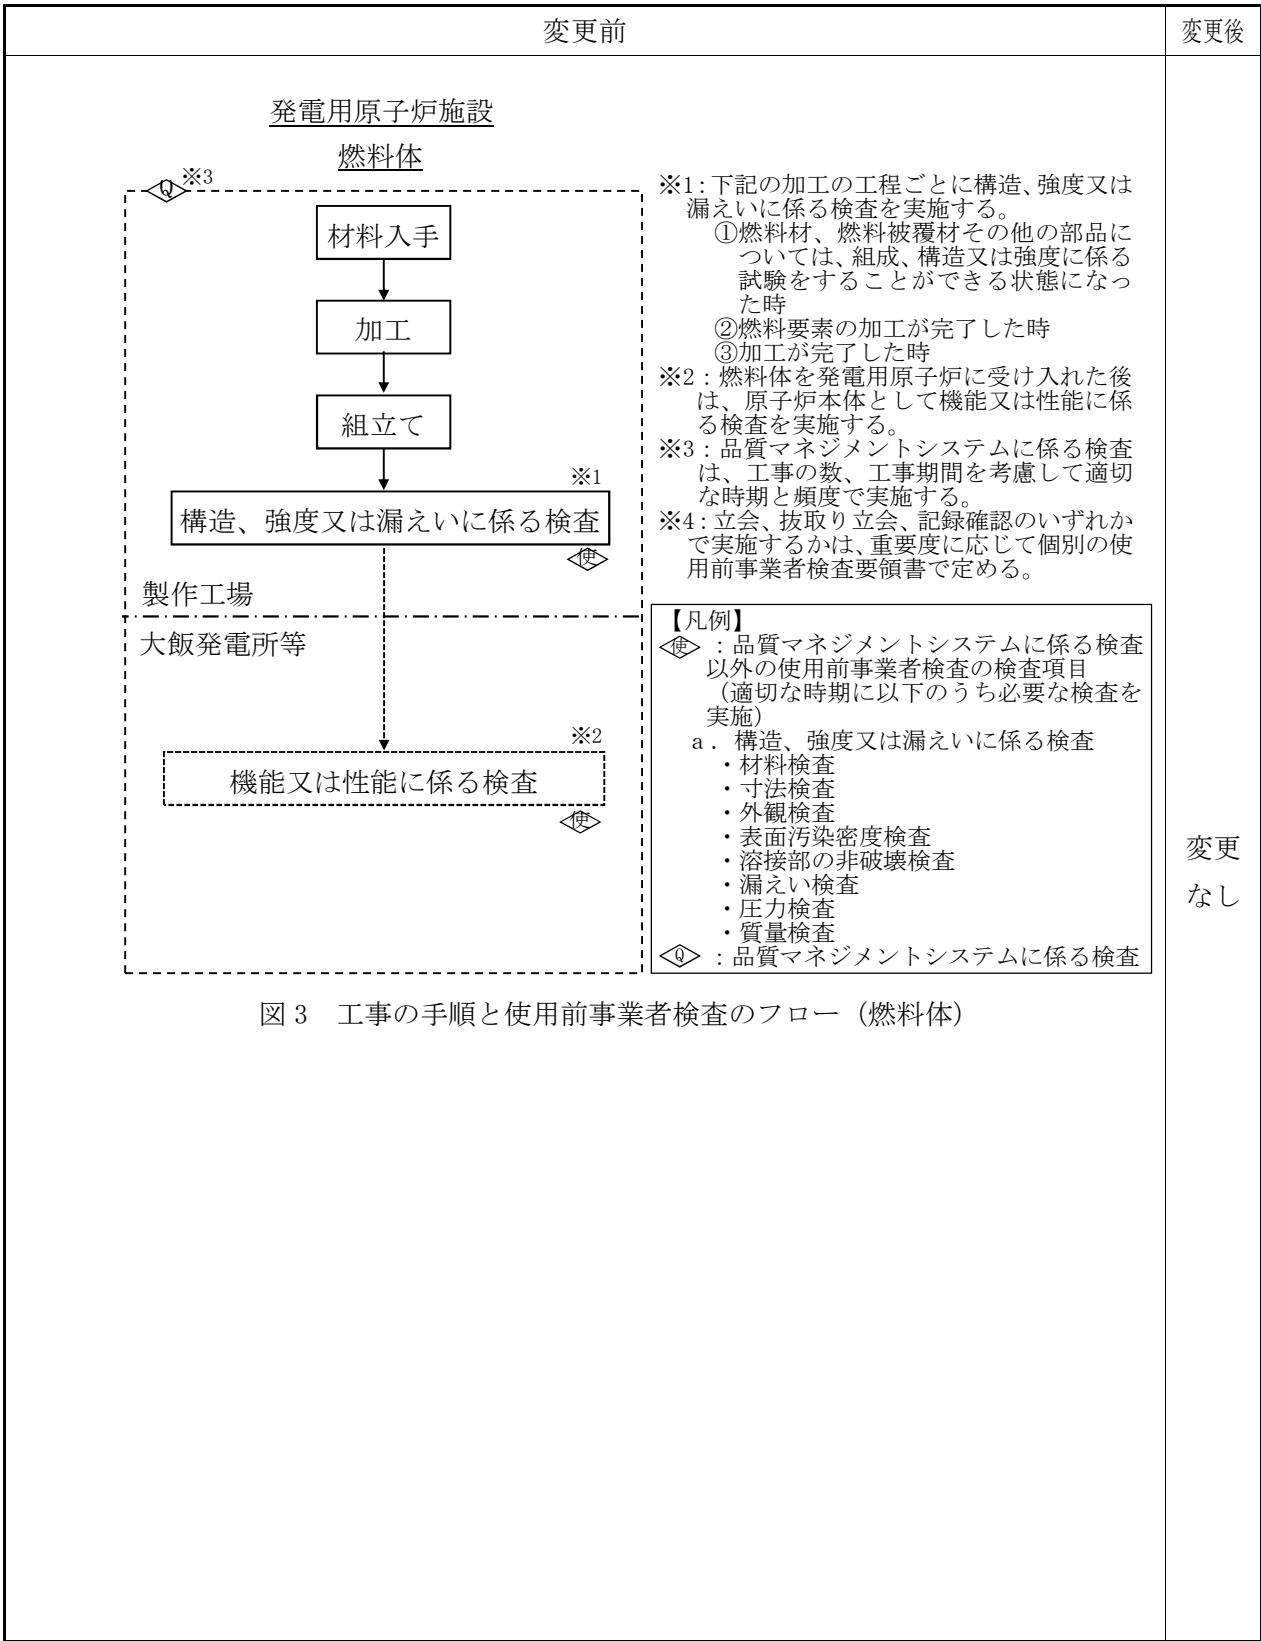 変更前
変更後
発電用原子炉施設
燃料体
Q ※3
材料入手
加工
組立て
※1
構造、強度又は漏えいに係る検査
使
製作工場
大飯発電所等
※2
機能又は性能に係る検査
使
※1：下記の加工の工程ごとに構造、強度又は
漏えいに係る検査を実施する。
①燃料材、燃料被覆材その他の部品に
ついては、組成、構造又は強度に係る
試験をすることができる状態になっ
た時
②燃料要素の加工が完了した時
③加工が完了した時
※2：燃料体を発電用原子炉に受け入れた後
は、原子炉本体として機能又は性能に係
る検査を実施する。
※3：品質マネジメントシステムに係る検査
は、工事の数、工事期間を考慮して適切
な時期と頻度で実施する。
※4：立会、抜取り立会、記録確認のいずれか
で実施するかは、重要度に応じて個別の使
用前事業者検査要領書で定める。
【凡例】
使：品質マネジメントシステムに係る検査
以外の使用前事業者検査の検査項目
（適切な時期に以下のうち必要な検査を
実施）
a．構造、強度又は漏えいに係る検査
・材料検査
・寸法検査
・外観検査
・表面汚染密度検査
・溶接部の非破壊検査
・漏えい検査
・圧力検査
・質量検査
Q：品質マネジメントシステムに係る検査
図3　工事の手順と使用前事業者検査のフロー（燃料体）
変更
なし